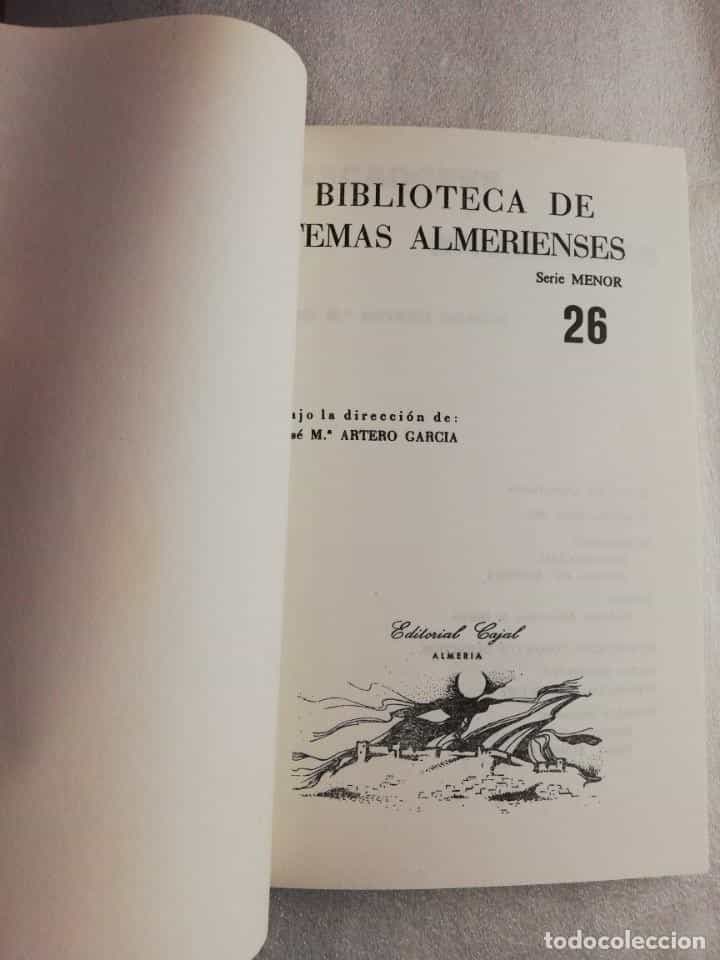 BIBLIOTECA DE
TEMAS ALMERIENSES
Serie MENOR
26
ajo la dirección de:
sé M.ª ARTERO GARCIA
Editorial Cajal
ALMERIA
todocoleccion